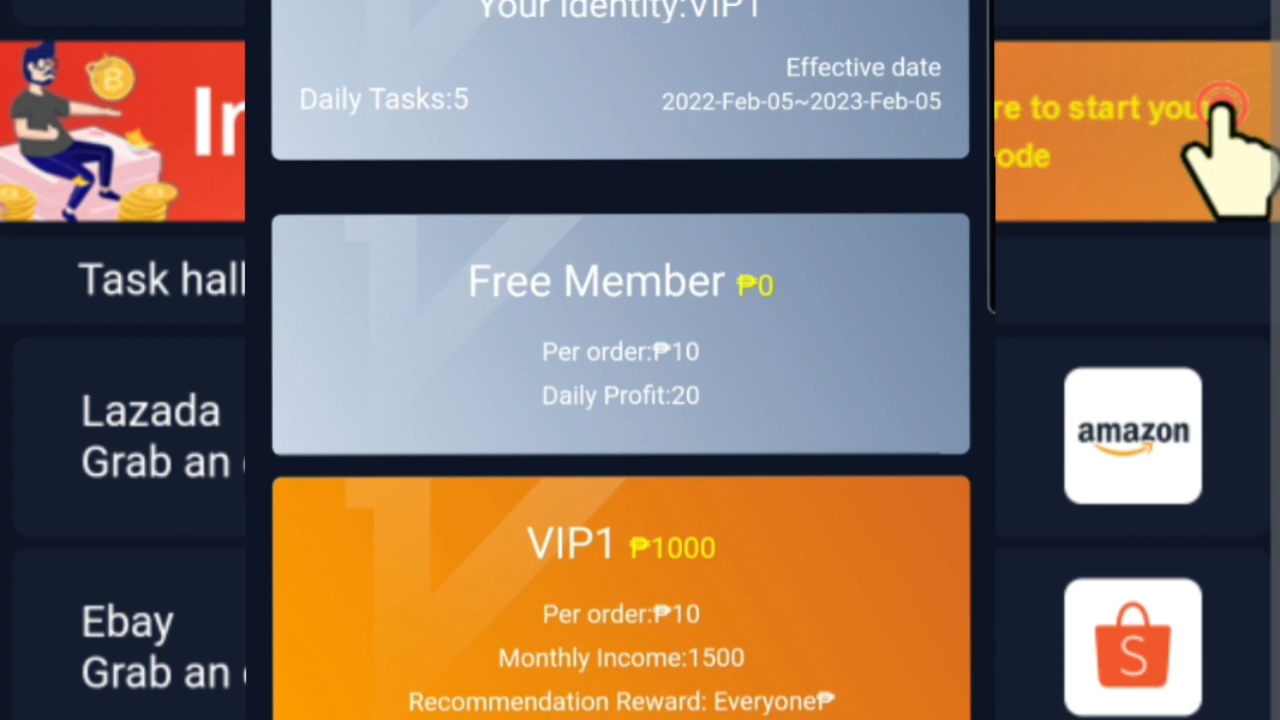 Your Identity:VIP1
Effective date
Daily Tasks:5
2022-Feb-05~2023-Feb-05
In
re to start your
ode
Task hall
Free Member ₱0
Per order:₱10
Daily Profit:20
Lazada
Grab an
amazon
VIP1 ₱1000
Per order:₱10
Monthly Income:1500
Recommendation Reward: Everyone₱
Ebay
Grab an
S